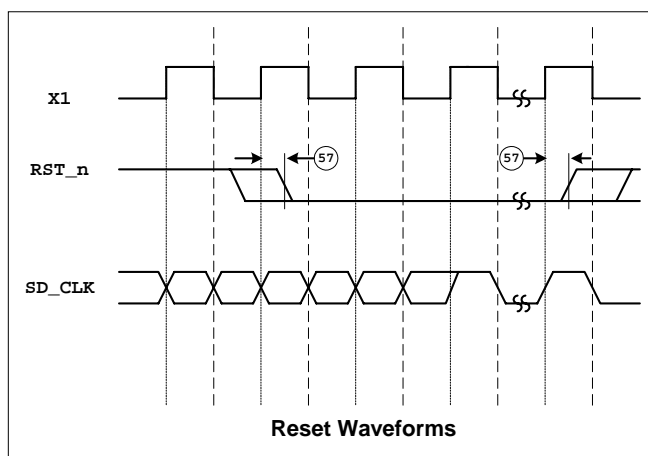 X1
RST_n
57
57
SD_CLK
Reset Waveforms